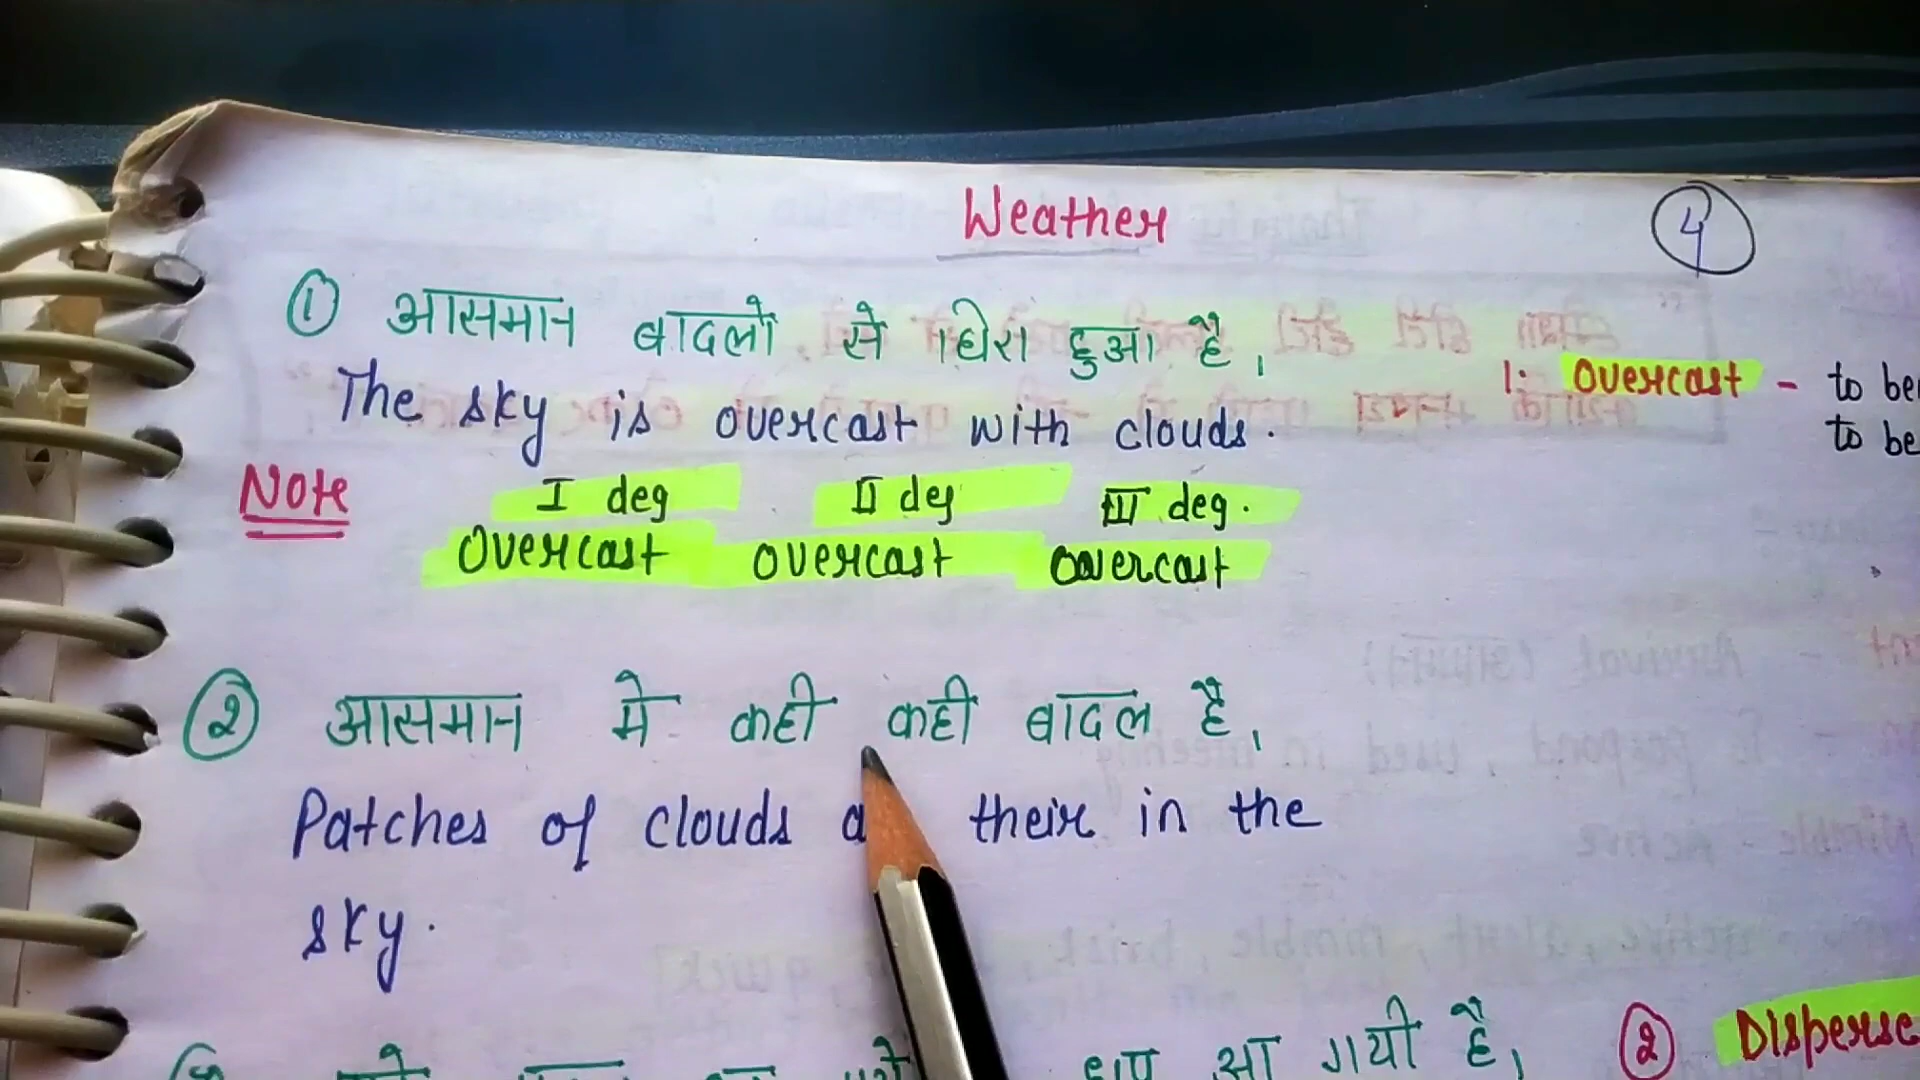 Weather
4
① आसमान बादलो से घिरा हुआ है,
The sky is overcast with clouds.
1. Overcast - to be
to be
Note
I deg II deg III deg.
Overcast overcast overcast
② आसमान मे कही कही बादल है,
Patches of clouds a their in the
sky.
आ गयी है,
② Disperse